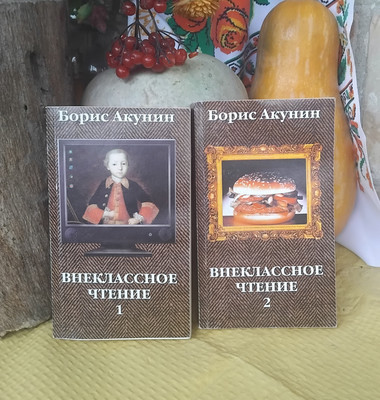 Борис Акунин
ВНЕКЛАССНОЕ
ЧТЕНИЕ
1
Борис Акунин
ВНЕКЛАССНОЕ
ЧТЕНИЕ
2